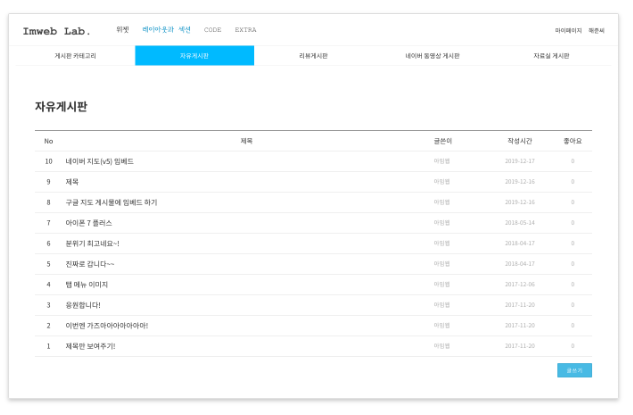 Imweb Lab. 위젯 레이아웃과 섹션 CODE EXTRA 마이페이지
게시판 카테고리 자유게시판 리뷰게시판 네이버 동영상 게시판 자료실 게시판
자유게시판
No 제목 글쓴이 작성시간 좋아요
10 네이버 지도(v5) 임베드 아임웹 2019-12-17 0
9 제목 아임웹 2019-12-16 0
8 구글 지도 게시물에 임베드 하기 아임웹 2019-12-16 0
7 아이폰 7 플러스 아임웹 2018-05-14 0
6 분위기 최고네요~! 아임웹 2018-04-17 0
5 진짜로 갑니다~~ 아임웹 2018-04-17 0
4 탭 메뉴 이미지 아임웹 2017-12-06 0
3 응원합니다! 아임웹 2017-11-20 0
2 이번엔 가즈아아아아아아아! 아임웹 2017-11-20 0
1 제목만 보여주기! 아임웹 2017-11-20 0
글쓰기